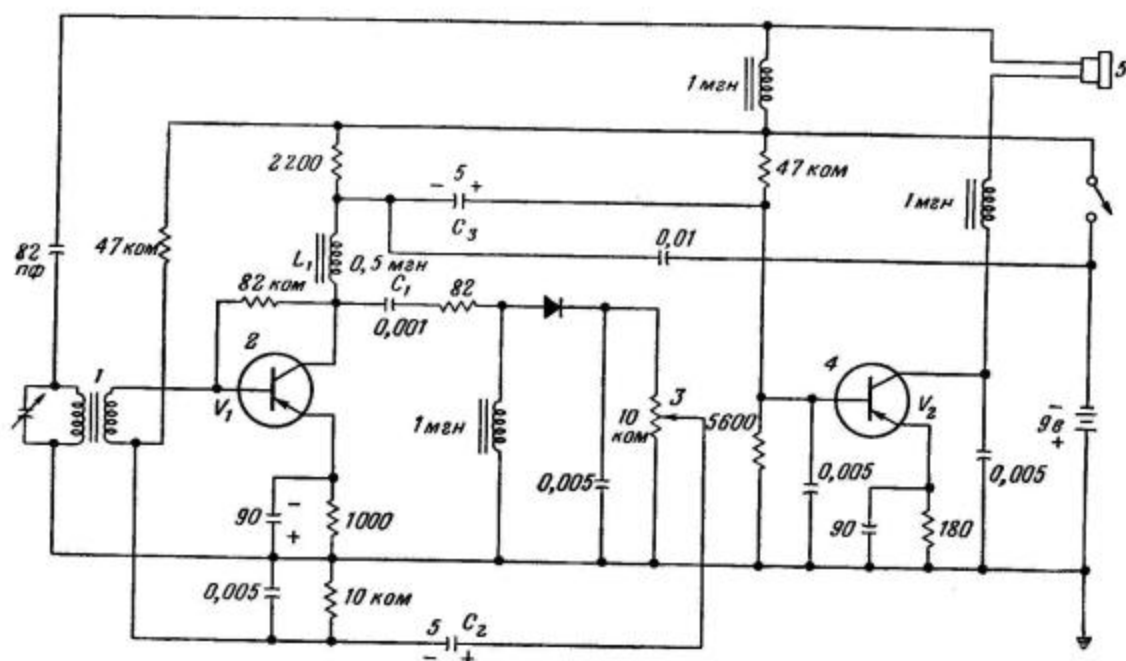 1 мгн
5
2200
47 ком
5
- +
C₃
1 мгн
82
пф
47 ком
L₁
0,5 мгн
0,01
82 ком
C₁
82
0,001
2
4
1
3
V₁
10
ком
5600
V₂
9в
-
+
1 мгн
0,005
0,005
0,005
90
-
+
1000
90
180
0,005
10 ком
5
C₂
- +